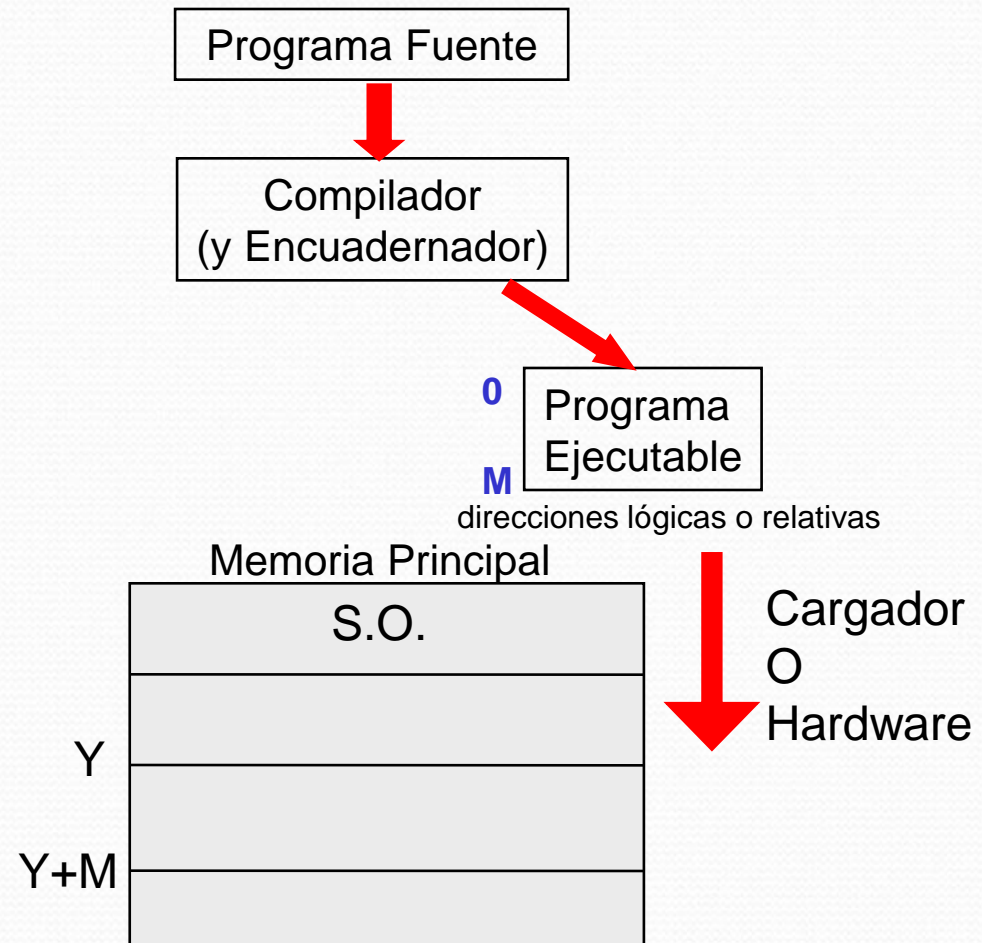 Programa Fuente
Compilador
(y Encuadernador)
0
Programa
Ejecutable
M
direcciones lógicas o relativas
Memoria Principal
S.O.
Cargador
O
Hardware
Y
Y+M